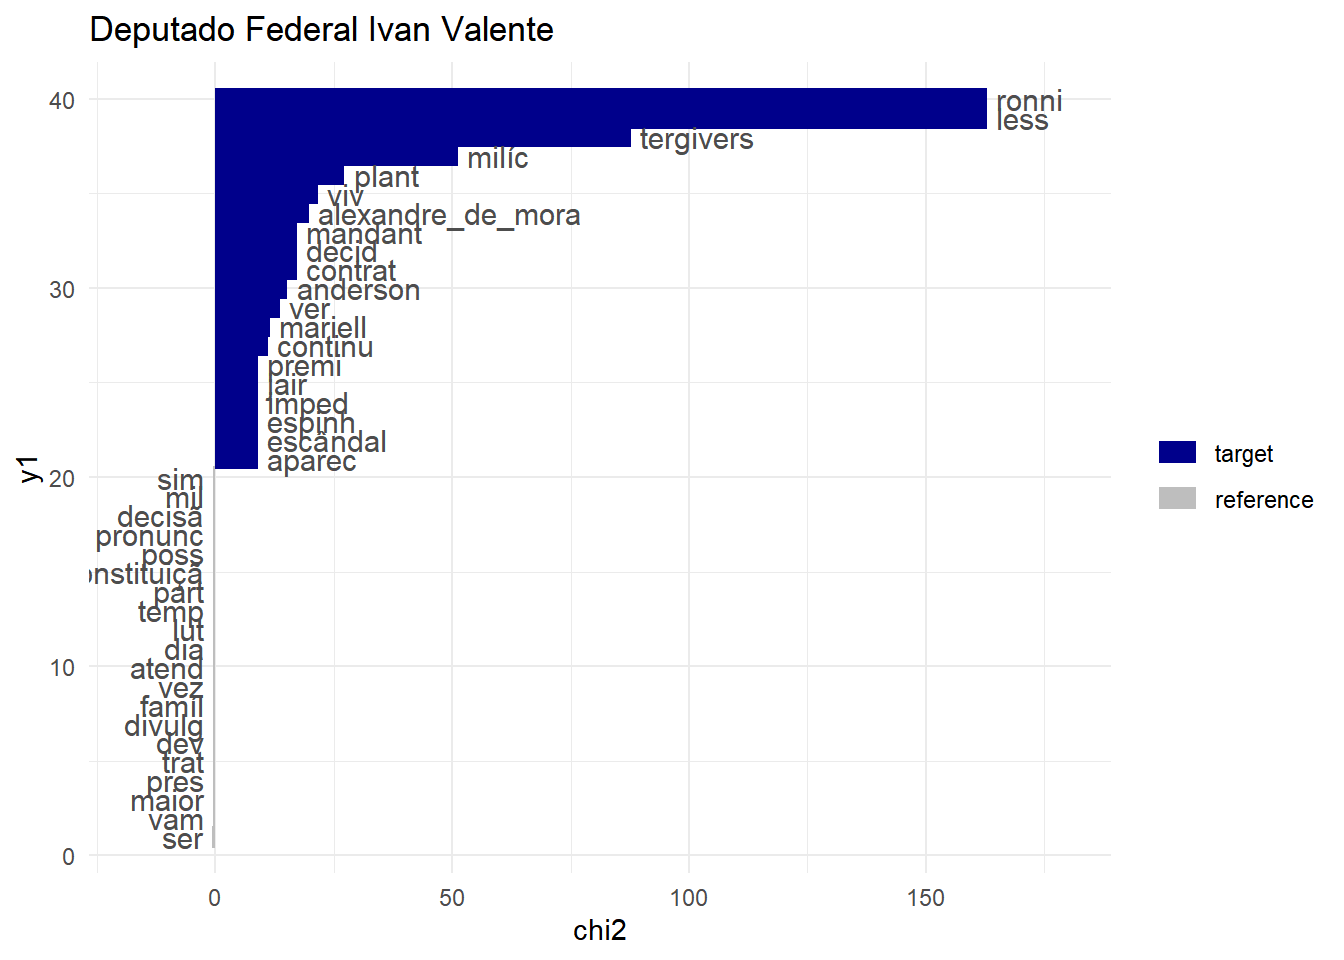 Deputado Federal Ivan Valente
40
30
20
10
0
y1
ronni
less
tergivers
milíc
plant
viv
alexandre_de_mora
mandant
decid
contrat
anderson
ver
mariell
continu
premi
jair
imped
espinh
escândal
aparec
sim
mil
decisã
pronunc
poss
onstituiçã
part
temp
lut
dia
atend
vez
famíl
divulg
dev
trat
pres
maior
vam
ser
0
50
100
150
chi2
target
reference